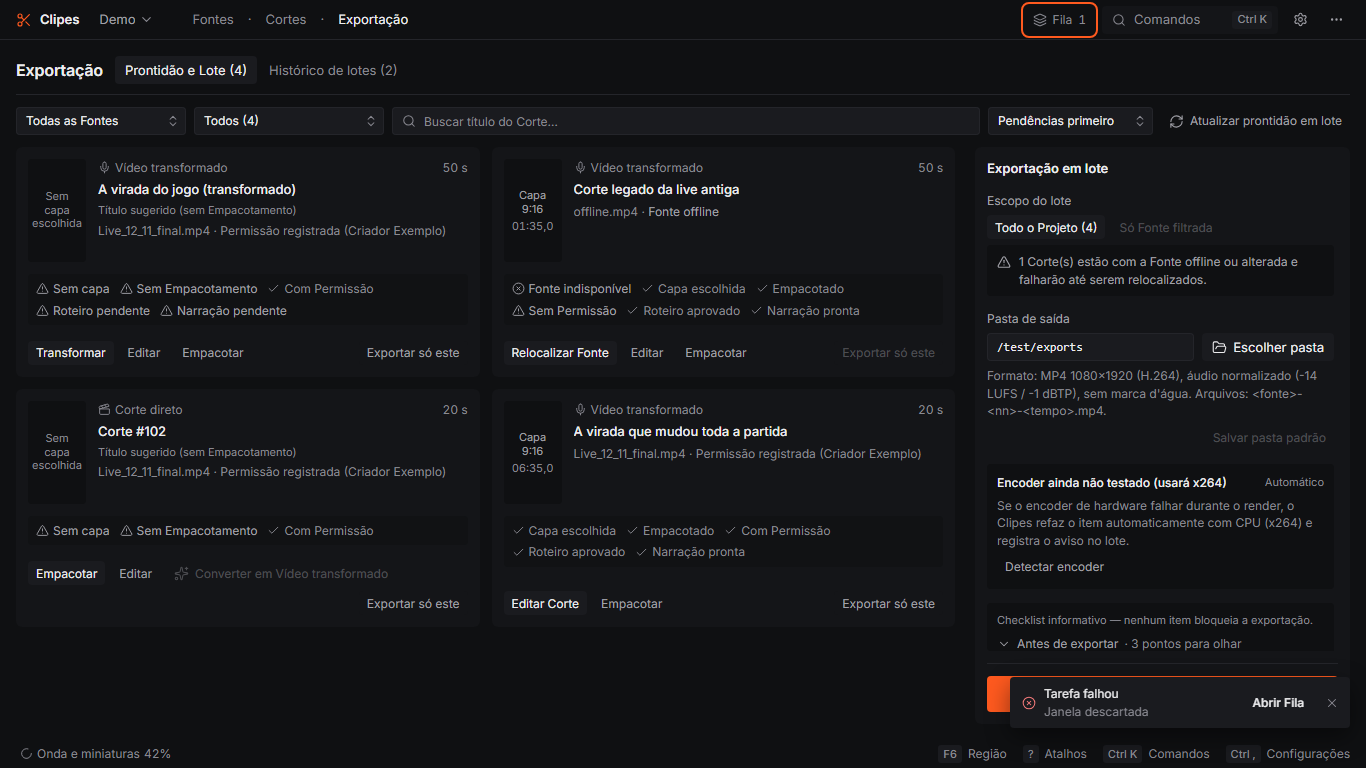 Clipes Demo Fontes · Cortes · Exportação Fila 1 Comandos Ctrl K
Exportação Prontidão e Lote (4) Histórico de lotes (2)
Todas as Fontes Todos (4) Buscar título do Corte... Pendências primeiro Atualizar prontidão em lote
Sem capa escolhida
Vídeo transformado 50 s
A virada do jogo (transformado)
Título sugerido (sem Empacotamento)
Live_12_11_final.mp4 · Permissão registrada (Criador Exemplo)
Sem capa Sem Empacotamento Com Permissão
Roteiro pendente Narração pendente
Transformar Editar Empacotar Exportar só este
Capa
9:16
01:35,0
Vídeo transformado 50 s
Corte legado da live antiga
offline.mp4 · Fonte offline
Fonte indisponível Capa escolhida Empacotado
Sem Permissão Roteiro aprovado Narração pronta
Relocalizar Fonte Editar Empacotar Exportar só este
Sem capa escolhida
Corte direto 20 s
Corte #102
Título sugerido (sem Empacotamento)
Live_12_11_final.mp4 · Permissão registrada (Criador Exemplo)
Sem capa Sem Empacotamento Com Permissão
Empacotar Editar Converter em Vídeo transformado
Exportar só este
Capa
9:16
06:35,0
Vídeo transformado 20 s
A virada que mudou toda a partida
Live_12_11_final.mp4 · Permissão registrada (Criador Exemplo)
Capa escolhida Empacotado Com Permissão
Roteiro aprovado Narração pronta
Editar Corte Empacotar Exportar só este
Exportação em lote
Escopo do lote
Todo o Projeto (4) Só Fonte filtrada
1 Corte(s) estão com a Fonte offline ou alterada e
falharão até serem relocalizados.
Pasta de saída
/test/exports Escolher pasta
Formato: MP4 1080×1920 (H.264), áudio normalizado (-14
LUFS / -1 dBTP), sem marca d'água. Arquivos: <fonte>-
<nn>-<tempo>.mp4.
Salvar pasta padrão
Encoder ainda não testado (usará x264) Automático
Se o encoder de hardware falhar durante o render, o
Clipes refaz o item automaticamente com CPU (x264) e
registra o aviso no lote.
Detectar encoder
Checklist informativo — nenhum item bloqueia a exportação.
Antes de exportar · 3 pontos para olhar
Tarefa falhou
Janela descartada
Abrir Fila
Onda e miniaturas 42% F6 Região ? Atalhos Ctrl K Comandos Ctrl , Configurações